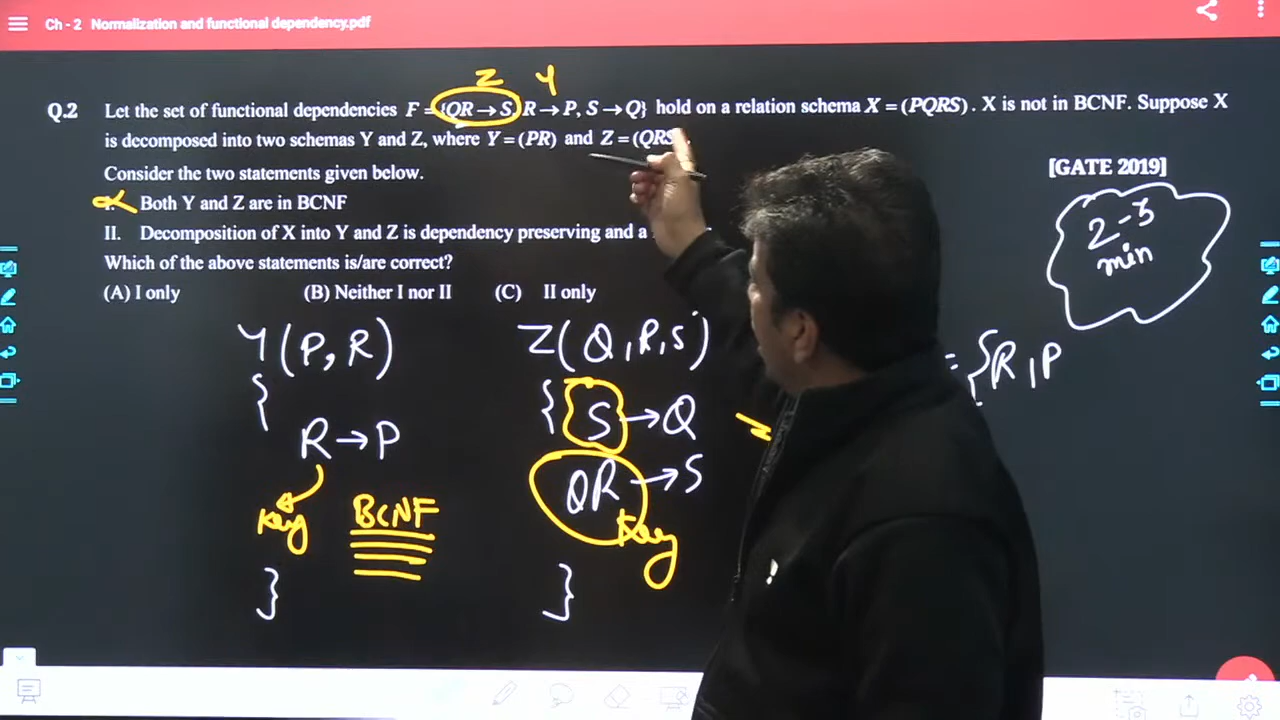 Ch - 2 Normalization and functional dependency.pdf
Z Y
Q.2 Let the set of functional dependencies F = {QR → S, R → P, S → Q} hold on a relation schema X = (PQRS). X is not in BCNF. Suppose X
is decomposed into two schemas Y and Z, where Y = (PR) and Z = (QRS
Consider the two statements given below.
[GATE 2019]
I. Both Y and Z are in BCNF
II. Decomposition of X into Y and Z is dependency preserving and a
Which of the above statements is/are correct?
(A) I only (B) Neither I nor II (C) II only
2-3
min
Y(P, R) Z(Q, R, S)
= {R, P
{ {S → Q
R → P
QR → S
Key BCNF Key
} }